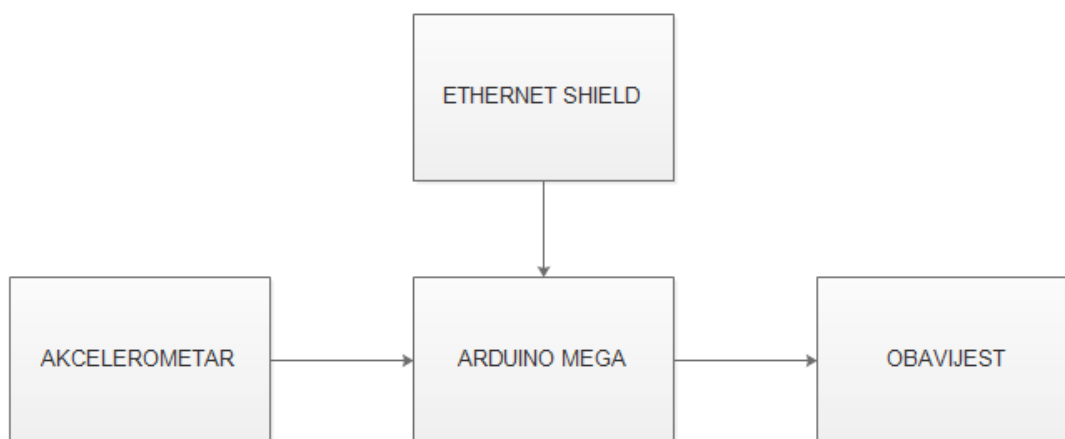 ETHERNET SHIELD
AKCELEROMETAR
ARDUINO MEGA
OBAVIJEST